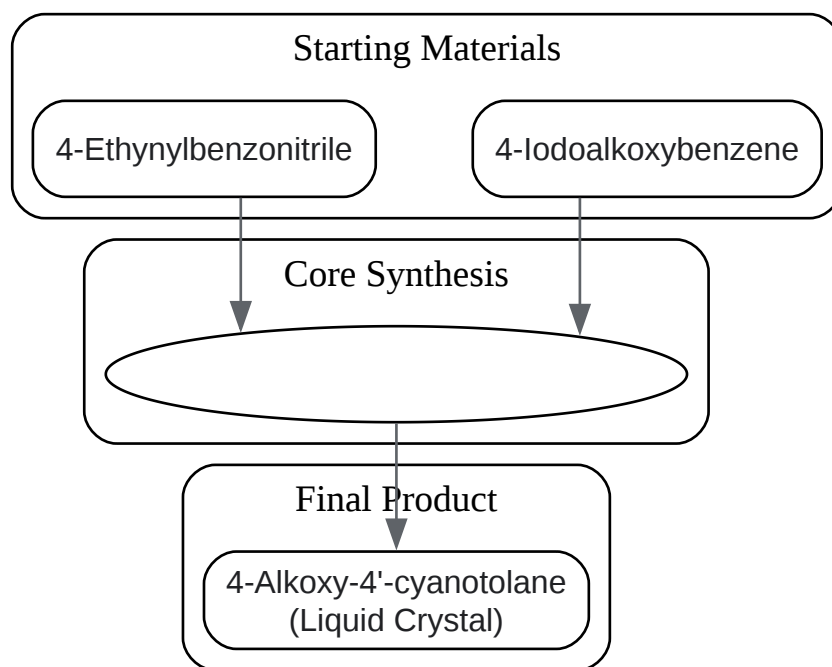 Starting Materials
4-Ethynylbenzonitrile
4-Iodoalkoxybenzene
Core Synthesis
Final Product
4-Alkoxy-4'-cyanotolane
(Liquid Crystal)